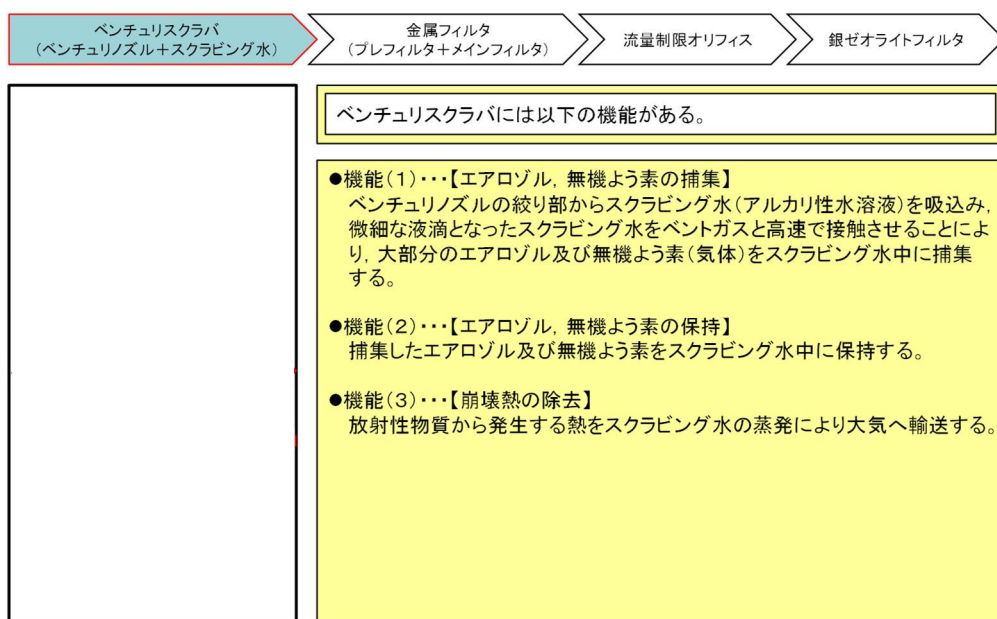 ベンチュリスクラバ
（ベンチュリノズル＋スクラビング水）
金属フィルタ
（プレフィルタ＋メインフィルタ）
流量制限オリフィス
銀ゼオライトフィルタ
ベンチュリスクラバには以下の機能がある。
●機能（１）・・・【エアロゾル，無機よう素の捕集】
ベンチュリノズルの絞り部からスクラビング水（アルカリ性水溶液）を吸込み，
微細な液滴となったスクラビング水をベントガスと高速で接触させることによ
り，大部分のエアロゾル及び無機よう素（気体）をスクラビング水中に捕集
する。
●機能（２）・・・【エアロゾル，無機よう素の保持】
捕集したエアロゾル及び無機よう素をスクラビング水中に保持する。
●機能（３）・・・【崩壊熱の除去】
放射性物質から発生する熱をスクラビング水の蒸発により大気へ輸送する。